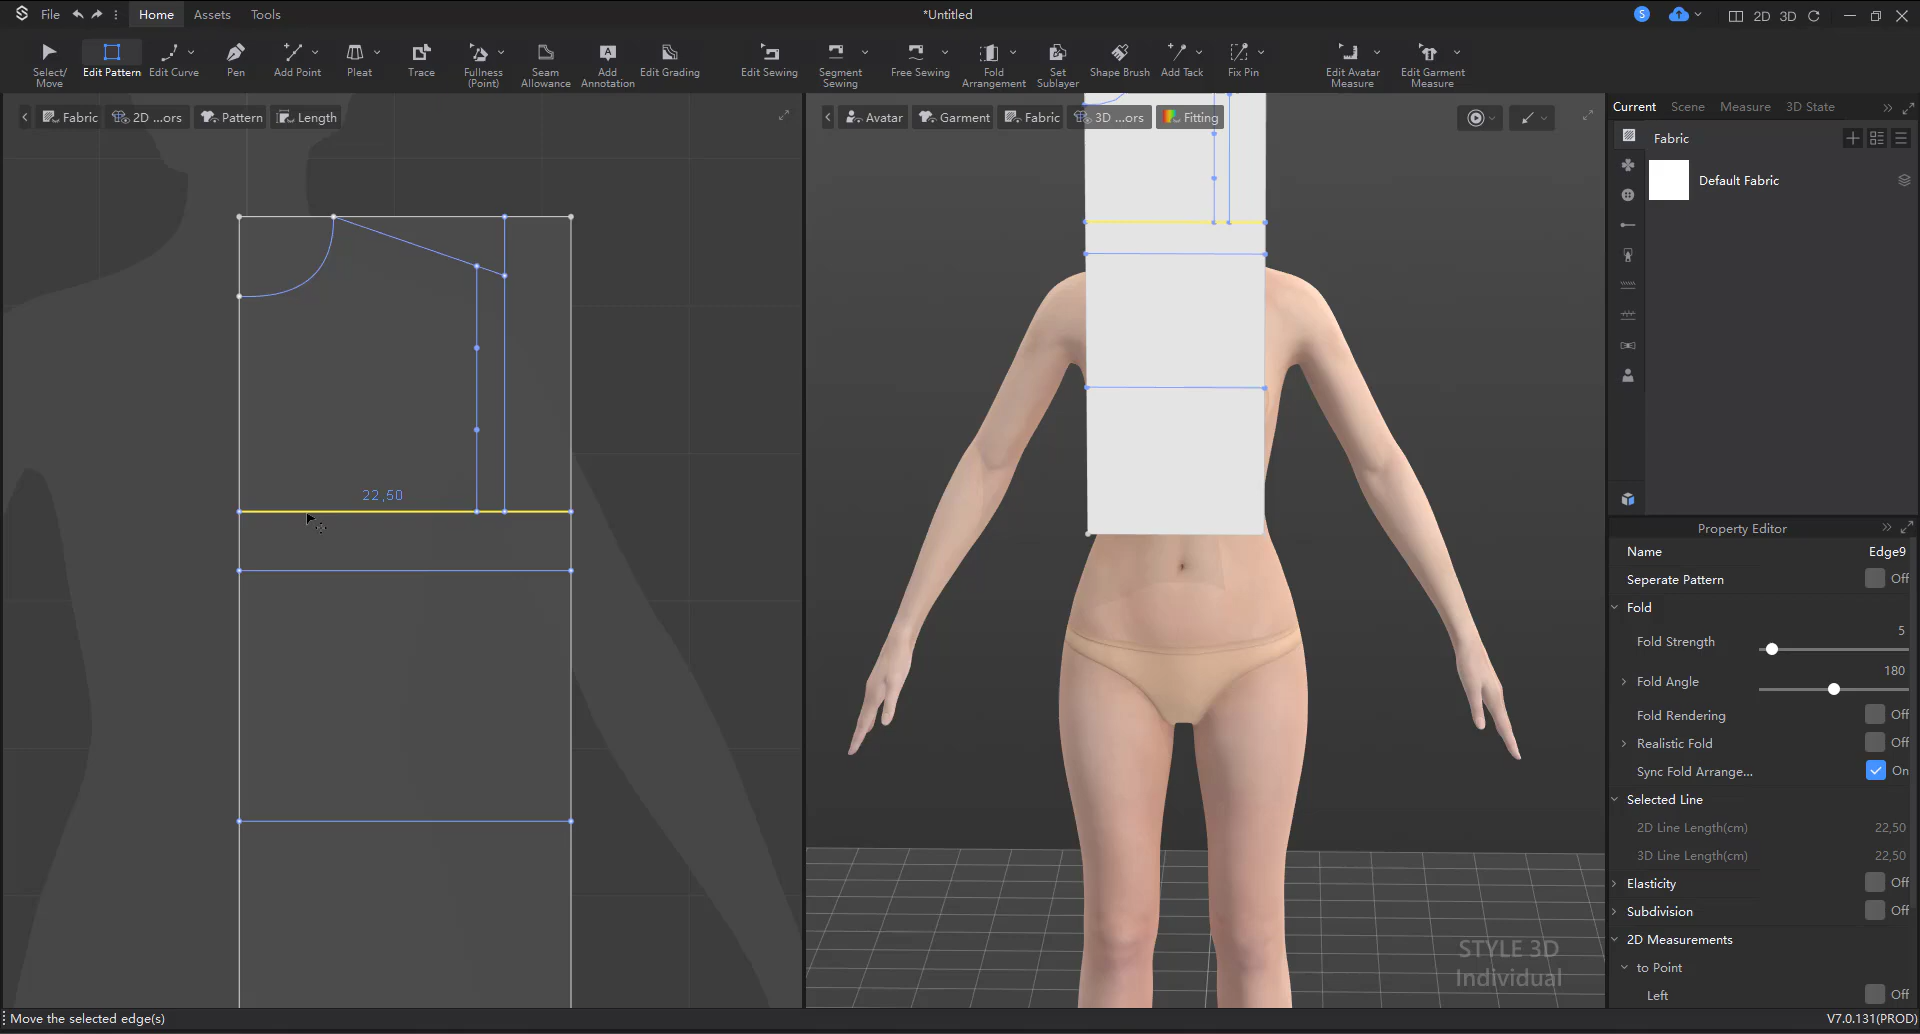 File
Home
Assets
Tools
*Untitled
S
2D
3D
Select/
Move
Edit Pattern
Edit Curve
Pen
Add Point
Pleat
Trace
Fullness
(Point)
Seam
Allowance
Add
Annotation
Edit Grading
Edit Sewing
Segment
Sewing
Free Sewing
Fold
Arrangement
Set
Sublayer
Shape Brush
Add Tack
Fix Pin
Edit Avatar
Measure
Edit Garment
Measure
Fabric
2D ...ors
Pattern
Length
Avatar
Garment
Fabric
3D ...ors
Fitting
Current
Scene
Measure
3D State
Fabric
Default Fabric
22,50
Property Editor
Name
Edge9
Seperate Pattern
Off
Fold
Fold Strength
5
Fold Angle
180
Fold Rendering
Off
Realistic Fold
Off
Sync Fold Arrange...
On
Selected Line
2D Line Length(cm)
22,50
3D Line Length(cm)
22,50
Elasticity
Off
Subdivision
Off
2D Measurements
to Point
Left
Off
STYLE 3D
Individual
Move the selected edge(s)
V7.0.131(PROD)